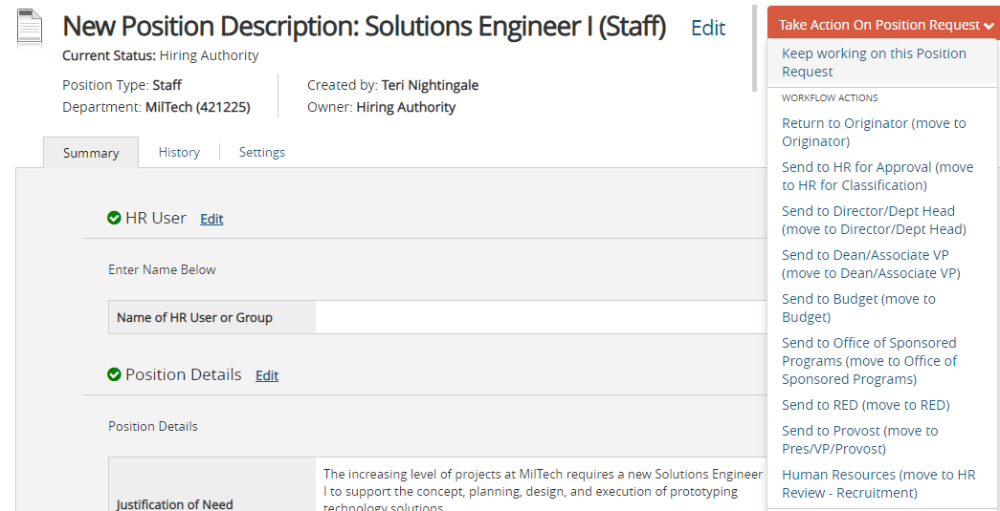 New Position Description: Solutions Engineer I (Staff) Edit
Current Status: Hiring Authority
Position Type: Staff
Department: MilTech (421225)
Created by: Teri Nightingale
Owner: Hiring Authority
Take Action On Position Request
Keep working on this Position
Request
WORKFLOW ACTIONS
Return to Originator (move to
Originator)
Send to HR for Approval (move
to HR for Classification)
Send to Director/Dept Head
(move to Director/Dept Head)
Send to Dean/Associate VP
(move to Dean/Associate VP)
Send to Budget (move to
Budget)
Send to Office of Sponsored
Programs (move to Office of
Sponsored Programs)
Send to RED (move to RED)
Send to Provost (move to
Pres/VP/Provost)
Human Resources (move to HR
Review - Recruitment)
Summary History Settings
HR User Edit
Enter Name Below
Name of HR User or Group
Position Details Edit
Position Details
Justification of Need
The increasing level of projects at MilTech requires a new Solutions Engineer
I to support the concept, planning, design, and execution of prototyping
technology solutions